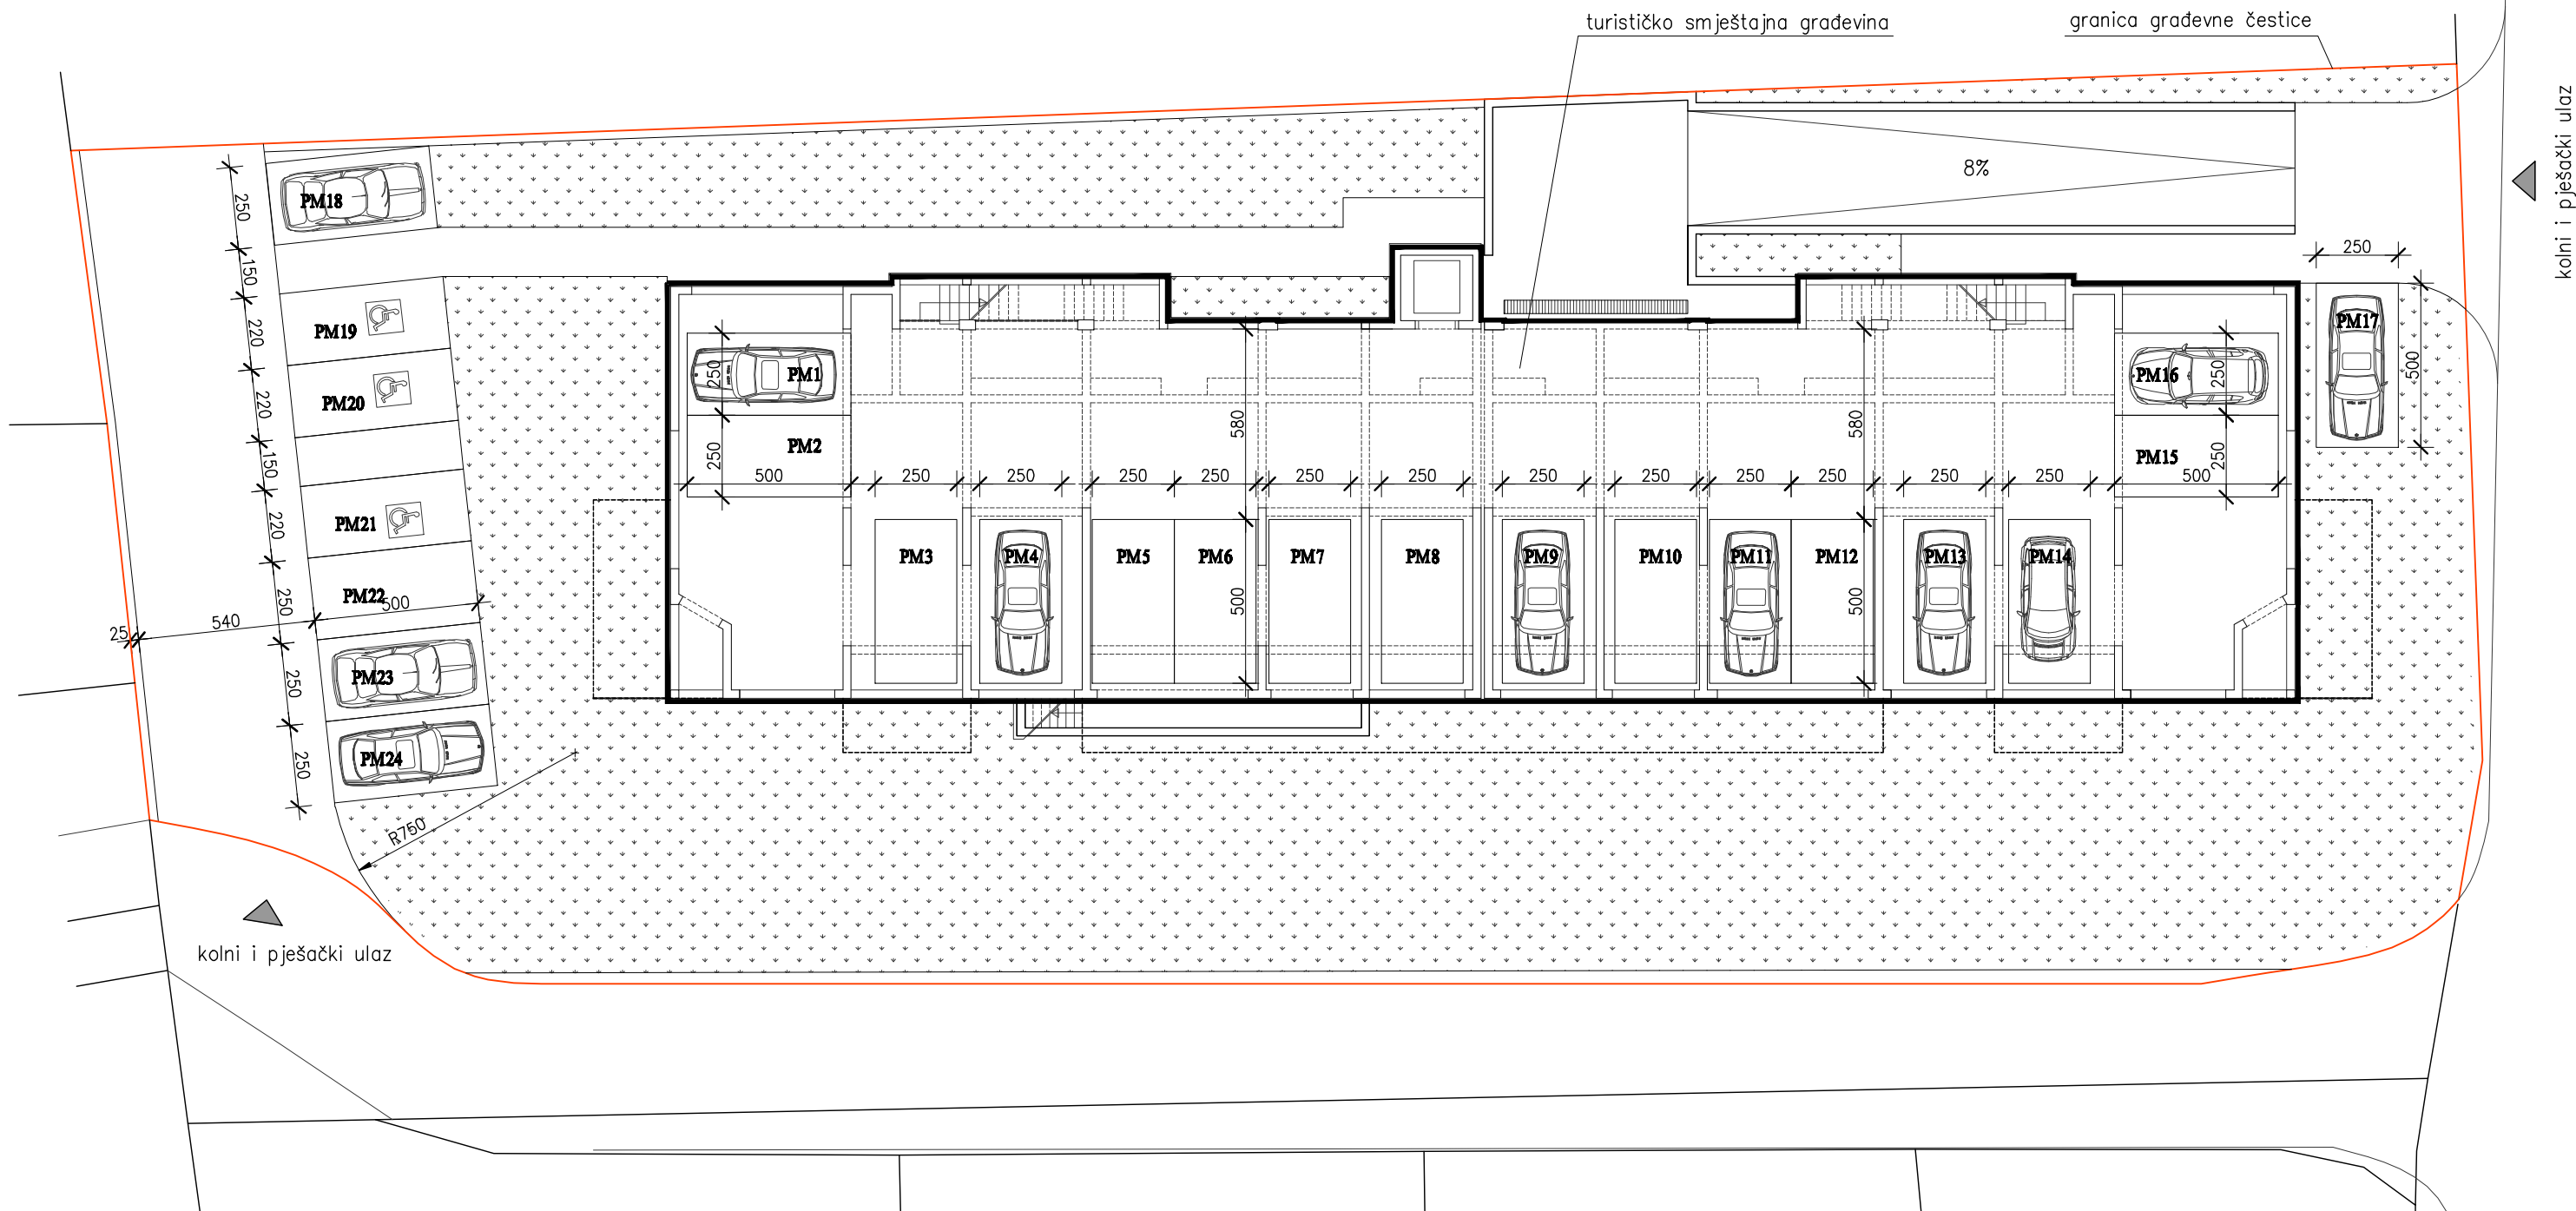 turističko smještajna građevina
granica građevne čestice
kolni i pješački ulaz
8%
PM18
250
150
220
220
150
220
250
250
250
PM19
PM20
PM21
PM22
500
540
25
PM23
PM24
R750
kolni i pješački ulaz
PM1
250
PM2
250
500
250
250
250
250
250
250
250
250
250
250
250
250
500
580
580
PM3
PM4
PM5
PM6
PM7
PM8
PM9
PM10
PM11
PM12
PM13
PM14
500
500
PM16
250
PM15
250
250
PM17
500